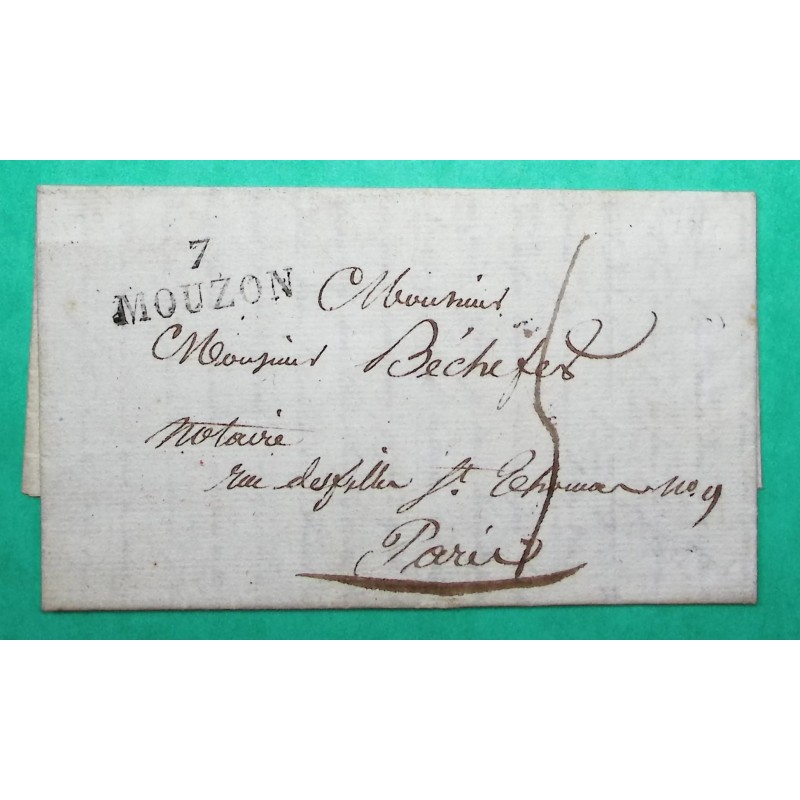 7
MOUZON
Monsieur
Monsieur Béchefer
notaire
rue des filles St. Thomas No. 9
Paris